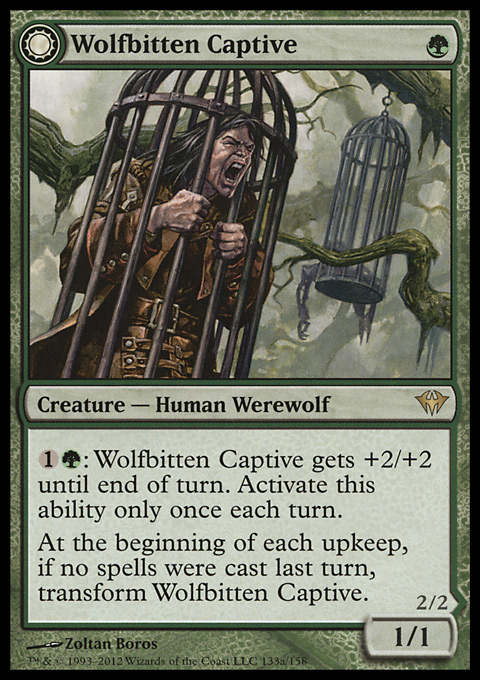 Wolfbitten Captive
Creature — Human Werewolf
1: Wolfbitten Captive gets +2/+2
until end of turn. Activate this
ability only once each turn.
At the beginning of each upkeep,
if no spells were cast last turn,
transform Wolfbitten Captive.
2/2
Zoltan Boros
1/1
™ & © 1993–2012 Wizards of the Coast LLC 133a/158